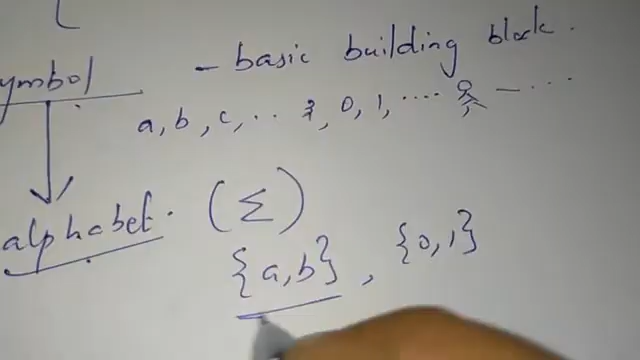 ymbol - basic building block.
a, b, c, .. z, 0, 1, .... - ...
alphabet. (Σ)
{a,b}, {0,1}